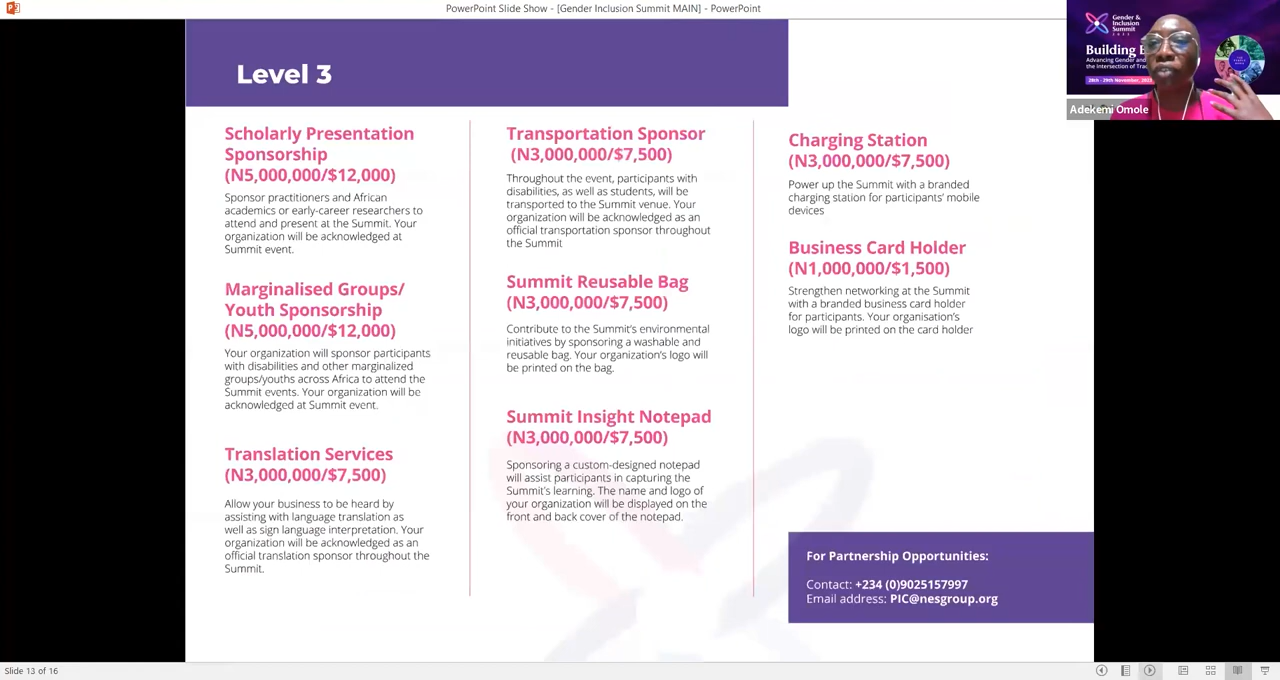 PowerPoint Slide Show - [Gender Inclusion Summit MAIN] - PowerPoint
Level 3
Scholarly Presentation
Sponsorship
(N5,000,000/$12,000)
Sponsor practitioners and African
academics or early-career researchers to
attend and present at the Summit. Your
organization will be acknowledged at
Summit event.
Marginalised Groups/
Youth Sponsorship
(N5,000,000/$12,000)
Your organization will sponsor participants
with disabilities and other marginalized
groups/youths across Africa to attend the
Summit events. Your organization will be
acknowledged at Summit event.
Translation Services
(N3,000,000/$7,500)
Allow your business to be heard by
assisting with language translation as
well as sign language interpretation. Your
organization will be acknowledged as an
official translation sponsor throughout the
Summit.
Transportation Sponsor
(N3,000,000/$7,500)
Throughout the event, participants with
disabilities, as well as students, will be
transported to the Summit venue. Your
organization will be acknowledged as an
official transportation sponsor throughout
the Summit
Summit Reusable Bag
(N3,000,000/$7,500)
Contribute to the Summit's environmental
initiatives by sponsoring a washable and
reusable bag. Your organization's logo will
be printed on the bag.
Summit Insight Notepad
(N3,000,000/$7,500)
Sponsoring a custom-designed notepad
will assist participants in capturing the
Summit's learning. The name and logo of
your organization will be displayed on the
front and back cover of the notepad.
Charging Station
(N3,000,000/$7,500)
Power up the Summit with a branded
charging station for participants' mobile
devices
Business Card Holder
(N1,000,000/$1,500)
Strengthen networking at the Summit
with a branded business card holder
for participants. Your organisation's
logo will be printed on the card holder
For Partnership Opportunities:
Contact: +234 (0)9025157997
Email address: PIC@nesgroup.org
Gender &
Inclusion
Summit
Building
Advancing Gender and
the Intersection of
28th - 29th November,
Adekemi Omole
Slide 13 of 16